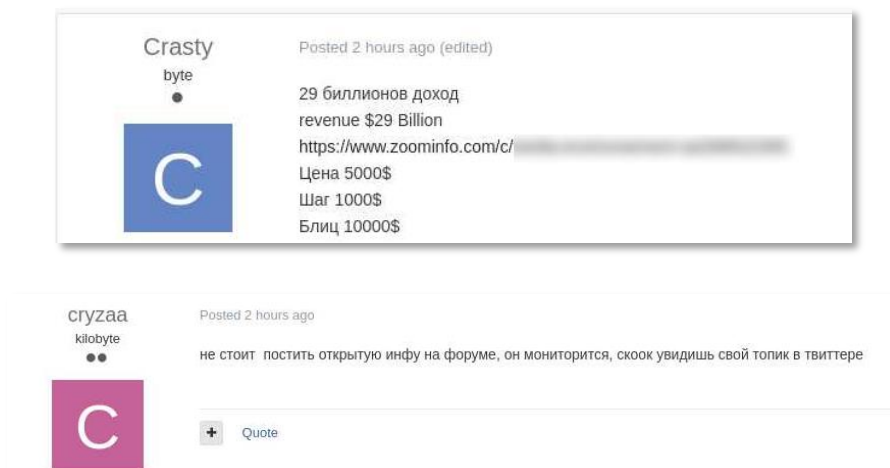 Crasty
byte
C
Posted 2 hours ago (edited)
29 биллионов доход
revenue $29 Billion
https://www.zoominfo.com/c/
Цена 5000$
Шаг 1000$
Блиц 10000$
cryzaa
kilobyte
C
Posted 2 hours ago
не стоит постить открытую инфу на форуме, он мониторится, скоок увидишь свой топик в твиттере
+ Quote